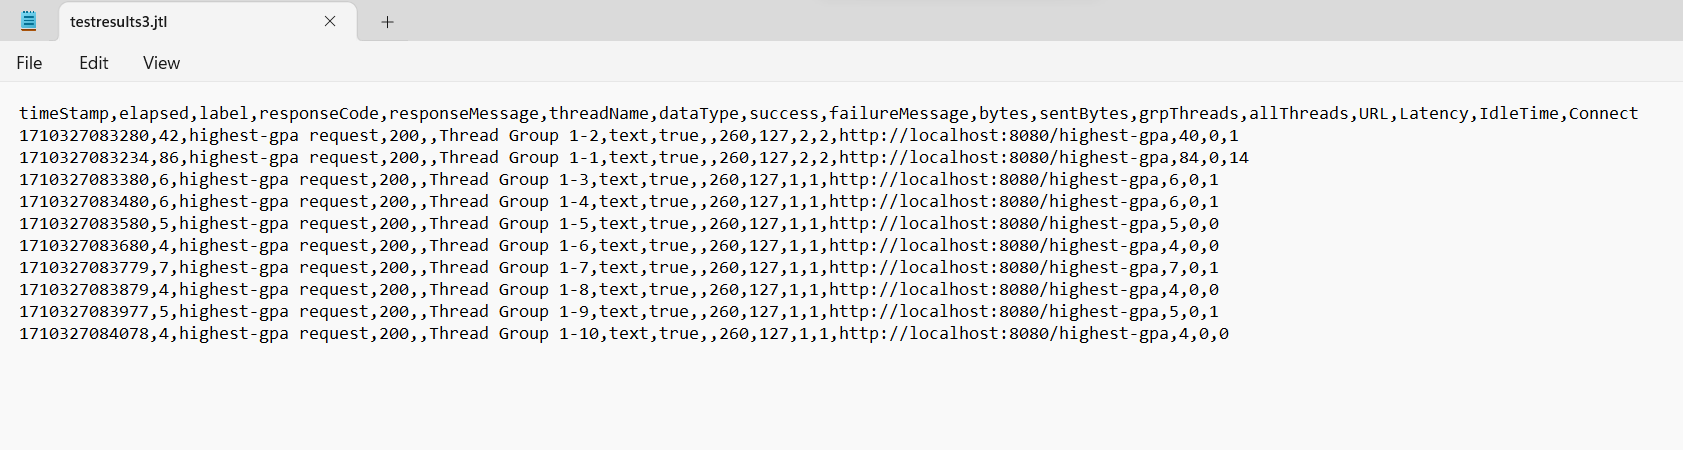 testresults3.jtl
File Edit View
timeStamp,elapsed,label,responseCode,responseMessage,threadName,dataType,success,failureMessage,bytes,sentBytes,grpThreads,allThreads,URL,Latency,IdleTime,Connect
1710327083280,42,highest-gpa request,200,,Thread Group 1-2,text,true,,260,127,2,2,http://localhost:8080/highest-gpa,40,0,1
1710327083234,86,highest-gpa request,200,,Thread Group 1-1,text,true,,260,127,2,2,http://localhost:8080/highest-gpa,84,0,14
1710327083380,6,highest-gpa request,200,,Thread Group 1-3,text,true,,260,127,1,1,http://localhost:8080/highest-gpa,6,0,1
1710327083480,6,highest-gpa request,200,,Thread Group 1-4,text,true,,260,127,1,1,http://localhost:8080/highest-gpa,6,0,1
1710327083580,5,highest-gpa request,200,,Thread Group 1-5,text,true,,260,127,1,1,http://localhost:8080/highest-gpa,5,0,0
1710327083680,4,highest-gpa request,200,,Thread Group 1-6,text,true,,260,127,1,1,http://localhost:8080/highest-gpa,4,0,0
1710327083779,7,highest-gpa request,200,,Thread Group 1-7,text,true,,260,127,1,1,http://localhost:8080/highest-gpa,7,0,1
1710327083879,4,highest-gpa request,200,,Thread Group 1-8,text,true,,260,127,1,1,http://localhost:8080/highest-gpa,4,0,0
1710327083977,5,highest-gpa request,200,,Thread Group 1-9,text,true,,260,127,1,1,http://localhost:8080/highest-gpa,5,0,1
1710327084078,4,highest-gpa request,200,,Thread Group 1-10,text,true,,260,127,1,1,http://localhost:8080/highest-gpa,4,0,0